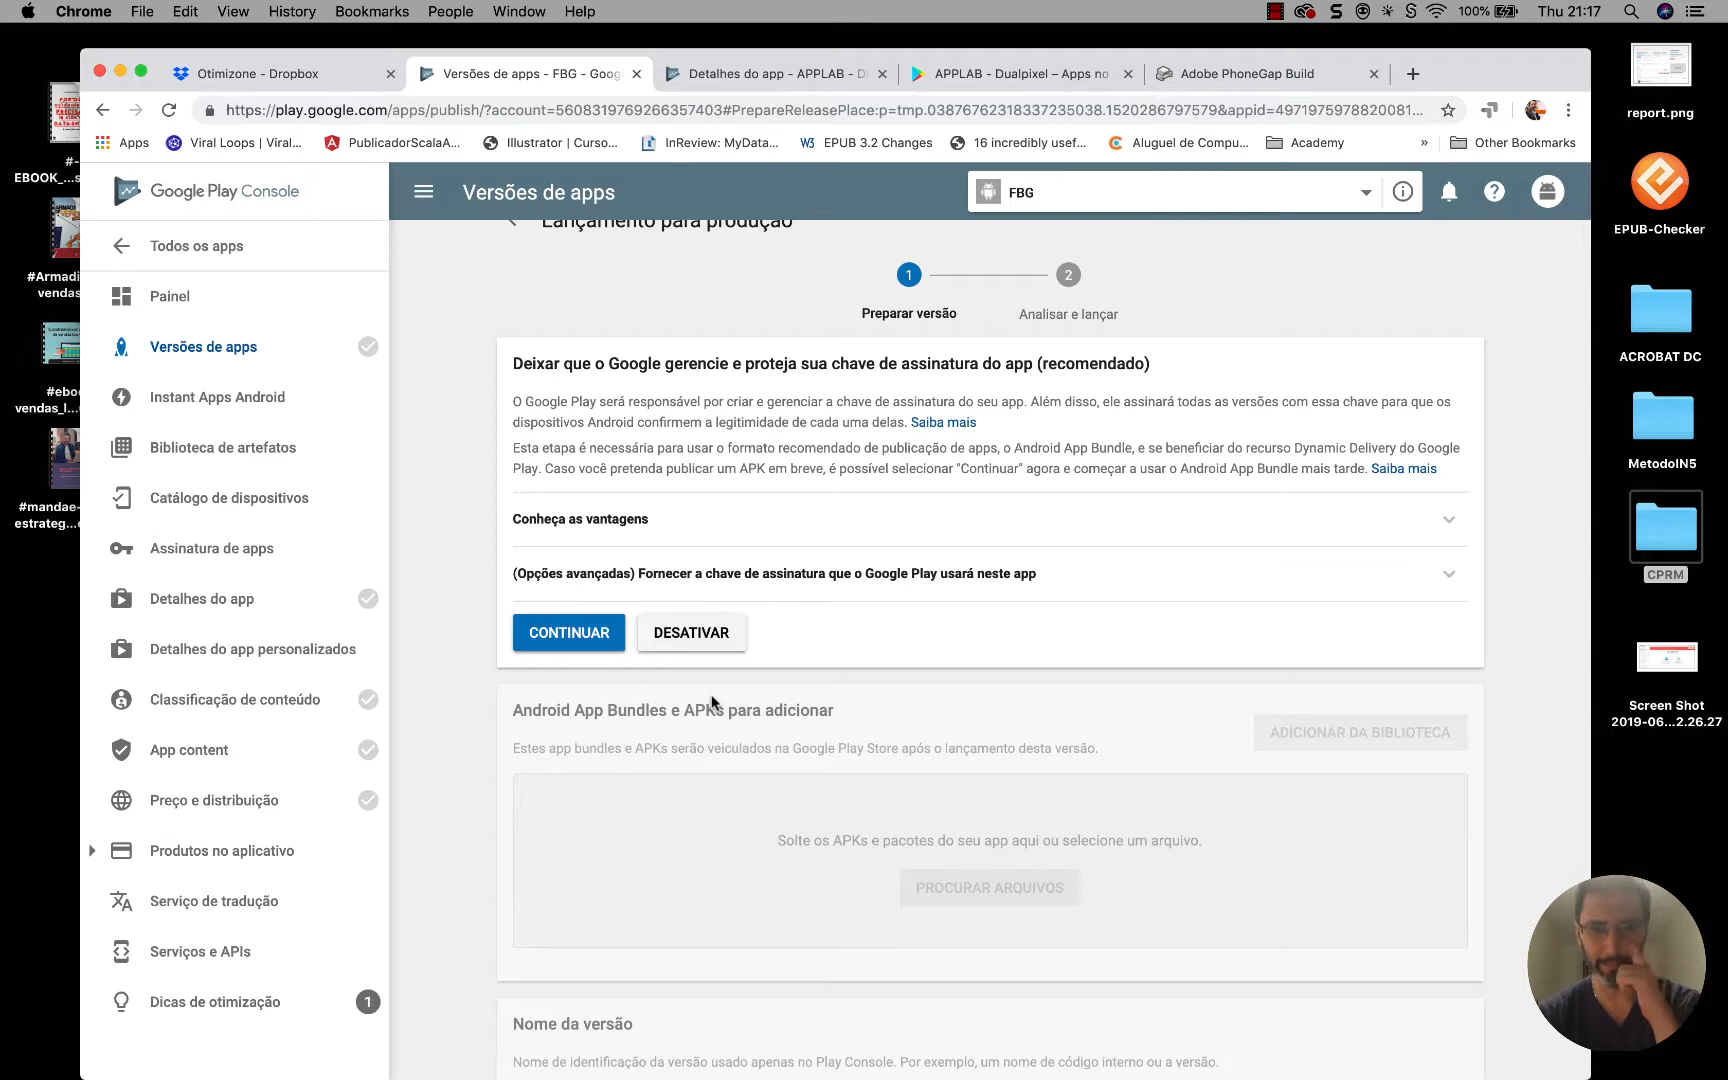 Chrome File Edit View History Bookmarks People Window Help
100% Thu 21:17
Otimizone - Dropbox
Versões de apps - FBG - Goog
Detalhes do app - APPLAB - D
APPLAB - Dualpixel – Apps no
Adobe PhoneGap Build
https://play.google.com/apps/publish/?account=5608319769266357403#PrepareReleasePlace:p=tmp.03876762318337235038.1520286797579&appid=4971975978820081...
Apps Viral Loops | Viral... PublicadorScalaA... Illustrator | Curso... InReview: MyData... EPUB 3.2 Changes 16 incredibly usef... Aluguel de Compu... Academy » Other Bookmarks
Google Play Console
Versões de apps
FBG
Todos os apps
Painel
Versões de apps
Instant Apps Android
Biblioteca de artefatos
Catálogo de dispositivos
Assinatura de apps
Detalhes do app
Detalhes do app personalizados
Classificação de conteúdo
App content
Preço e distribuição
Produtos no aplicativo
Serviço de tradução
Serviços e APIs
Dicas de otimização 1
Lançamento para produção
1 2
Preparar versão Analisar e lançar
Deixar que o Google gerencie e proteja sua chave de assinatura do app (recomendado)
O Google Play será responsável por criar e gerenciar a chave de assinatura do seu app. Além disso, ele assinará todas as versões com essa chave para que os
dispositivos Android confirmem a legitimidade de cada uma delas. Saiba mais
Esta etapa é necessária para usar o formato recomendado de publicação de apps, o Android App Bundle, e se beneficiar do recurso Dynamic Delivery do Google
Play. Caso você pretenda publicar um APK em breve, é possível selecionar "Continuar" agora e começar a usar o Android App Bundle mais tarde. Saiba mais
Conheça as vantagens
(Opções avançadas) Fornecer a chave de assinatura que o Google Play usará neste app
CONTINUAR DESATIVAR
Android App Bundles e APKs para adicionar
Estes app bundles e APKs serão veiculados na Google Play Store após o lançamento desta versão.
ADICIONAR DA BIBLIOTECA
Solte os APKs e pacotes do seu app aqui ou selecione um arquivo.
PROCURAR ARQUIVOS
Nome da versão
Nome de identificação da versão usado apenas no Play Console. Por exemplo, um nome de código interno ou a versão.
report.png
EPUB-Checker
ACROBAT DC
MetodoIN5
CPRM
Screen Shot
2019-06...2.26.27
EBOOK_...s
#Armadi
vendas
#ebo
vendas_l
#mandae-
estrateg...